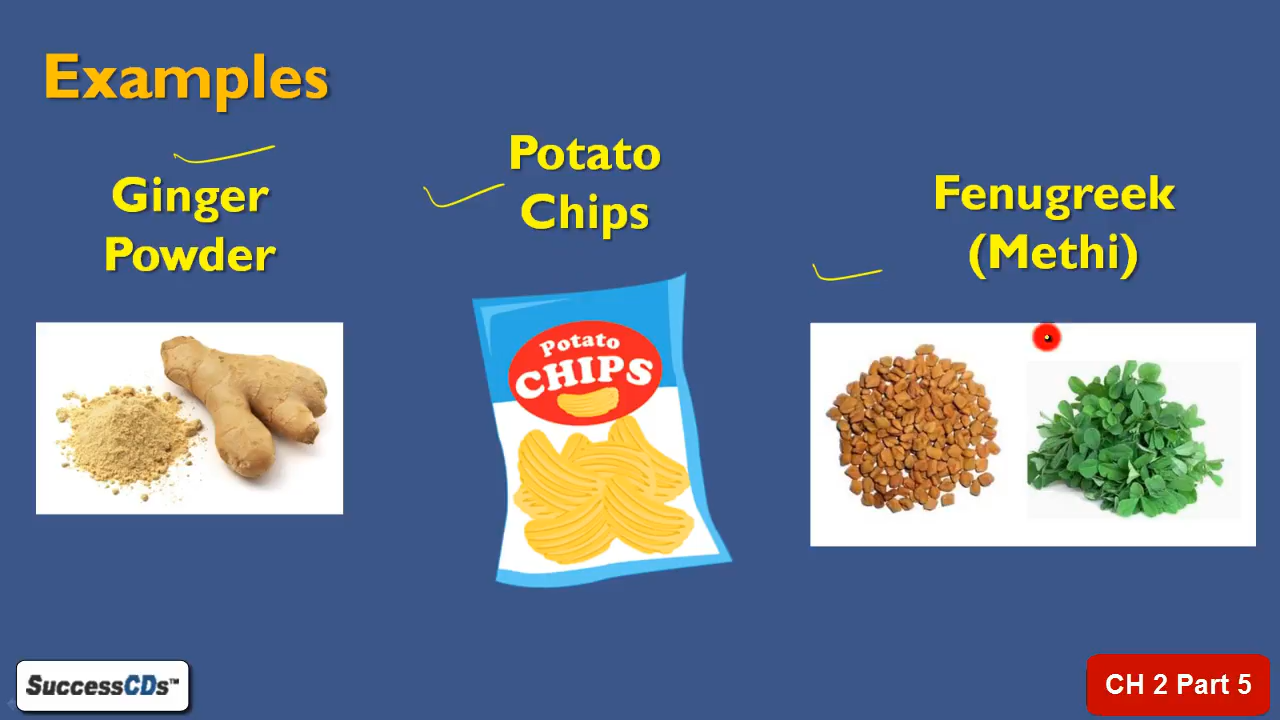 Examples
Ginger
Powder
Potato
Chips
Fenugreek
(Methi)
Potato
CHIPS
SuccessCDs™
CH 2 Part 5